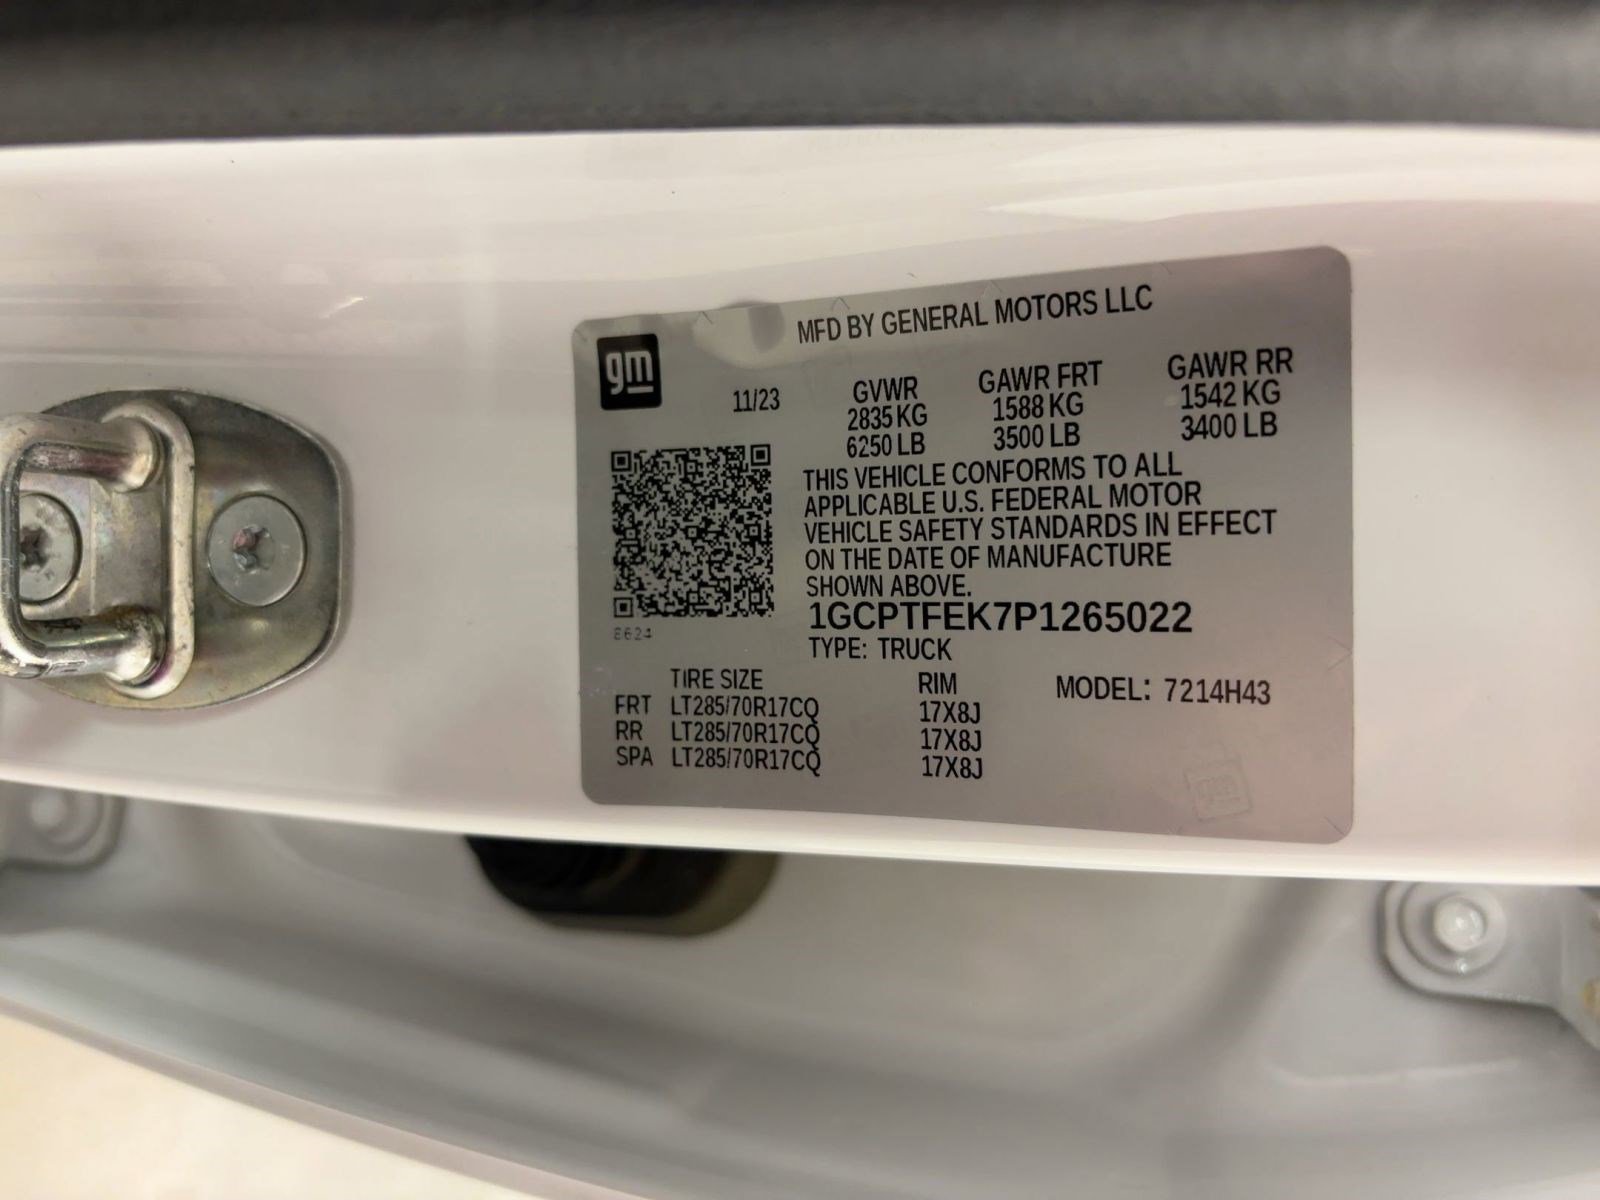 MFD BY GENERAL MOTORS LLC
gm
11/23
GVWR GAWR FRT GAWR RR
2835 KG 1588 KG 1542 KG
6250 LB 3500 LB 3400 LB
THIS VEHICLE CONFORMS TO ALL
APPLICABLE U.S. FEDERAL MOTOR
VEHICLE SAFETY STANDARDS IN EFFECT
ON THE DATE OF MANUFACTURE
SHOWN ABOVE.
1GCPTFEK7P1265022
8624
TYPE: TRUCK
TIRE SIZE RIM MODEL: 7214H43
FRT LT285/70R17CQ 17X8J
RR LT285/70R17CQ 17X8J
SPA LT285/70R17CQ 17X8J
gm